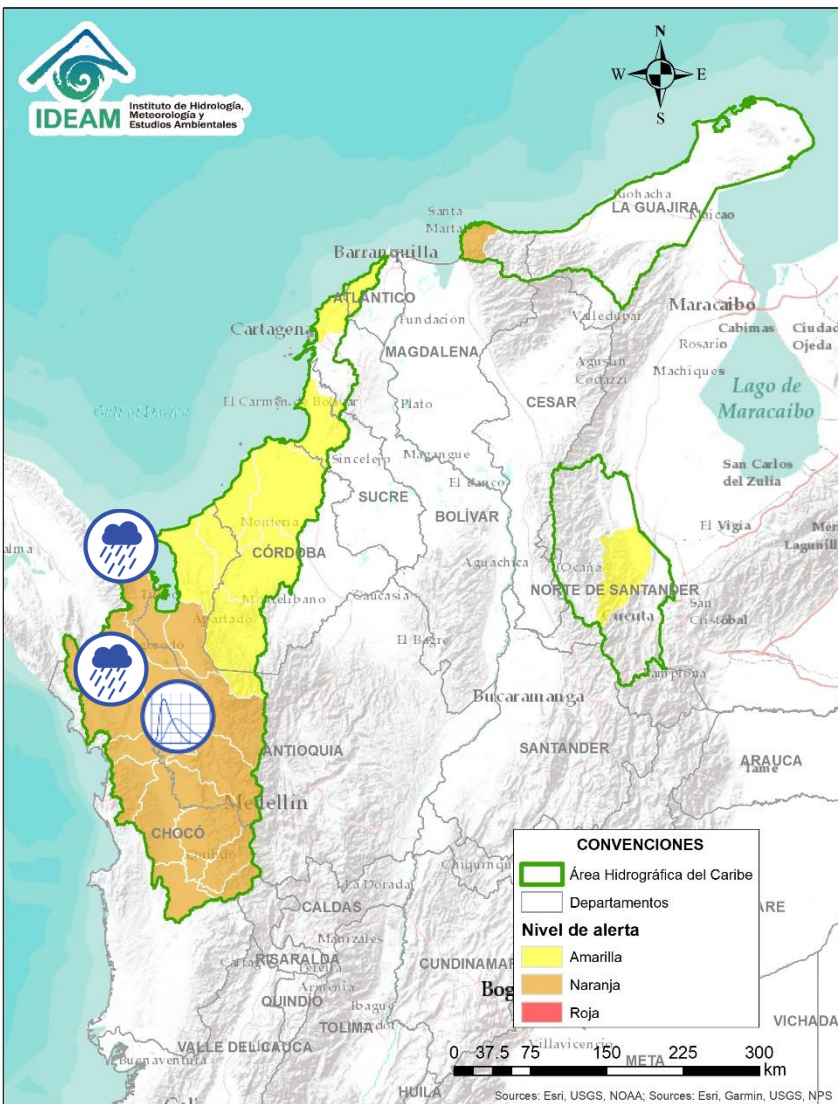 IDEAM
Instituto de Hidrología,
Meteorología y
Estudios Ambientales
N
W
E
S
Riohacha
LA GUAJIRA
Maicao
Santa
Marta
Barranquilla
ATLÁNTICO
Maracaibo
Cartagena
Fundación
Valledupar
Cabimas
Ciudad
Ojeda
MAGDALENA
Rosario
Machiques
Agustín
Codazzi
Lago de
Maracaibo
El Carmen de Bolívar
Plato
CESAR
Sincelejo
Magangué
San Carlos
del Zulia
SUCRE
El Banco
BOLÍVAR
El Vigía
Montería
CÓRDOBA
Aguachica
Ocaña
NORTE DE SANTANDER
Montelibano
Caucasia
Cúcuta
San
Cristóbal
Apartadó
El Bagre
Pamplona
Bucaramanga
ANTIOQUIA
SANTANDER
ARAUCA
Tame
Medellín
CHOCÓ
Quibdó
La Dorada
CALDAS
Manizales
RISARALDA
Pereira
Armenia
QUINDÍO
Ibagué
TOLIMA
CUNDINAMAR
Bog
VICHADA
VALLE DEL CAUCA
Villavicencio
META
Buenaventura
HUILA
CONVENCIONES
Área Hidrográfica del Caribe
Departamentos
Nivel de alerta
Amarilla
Naranja
Roja
0 37.5 75 150 225 300
km
Sources: Esri, USGS, NOAA; Sources: Esri, Garmin, USGS, NPS